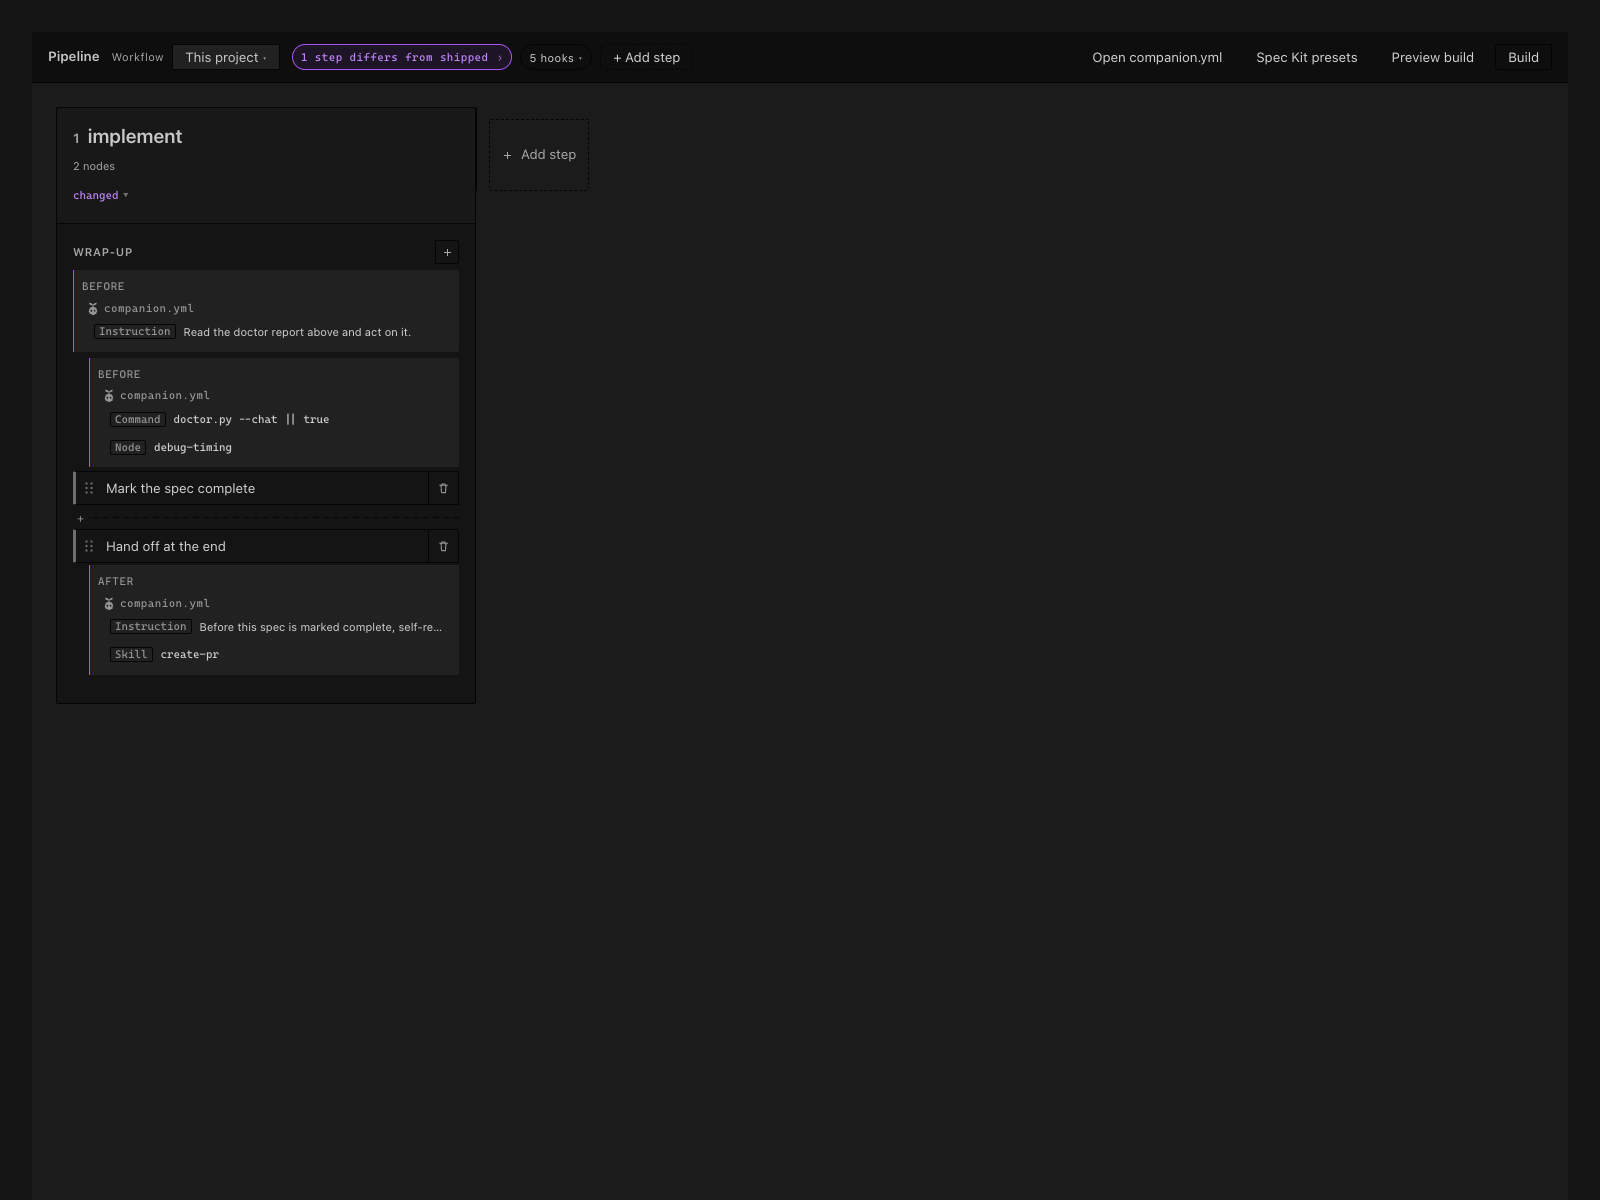 Pipeline Workflow This project 1 step differs from shipped › 5 hooks + Add step Open companion.yml Spec Kit presets Preview build Build
1 implement
2 nodes
changed
+ Add step
WRAP-UP +
BEFORE
companion.yml
Instruction Read the doctor report above and act on it.
BEFORE
companion.yml
Command doctor.py --chat || true
Node debug-timing
Mark the spec complete
+
Hand off at the end
AFTER
companion.yml
Instruction Before this spec is marked complete, self-re…
Skill create-pr